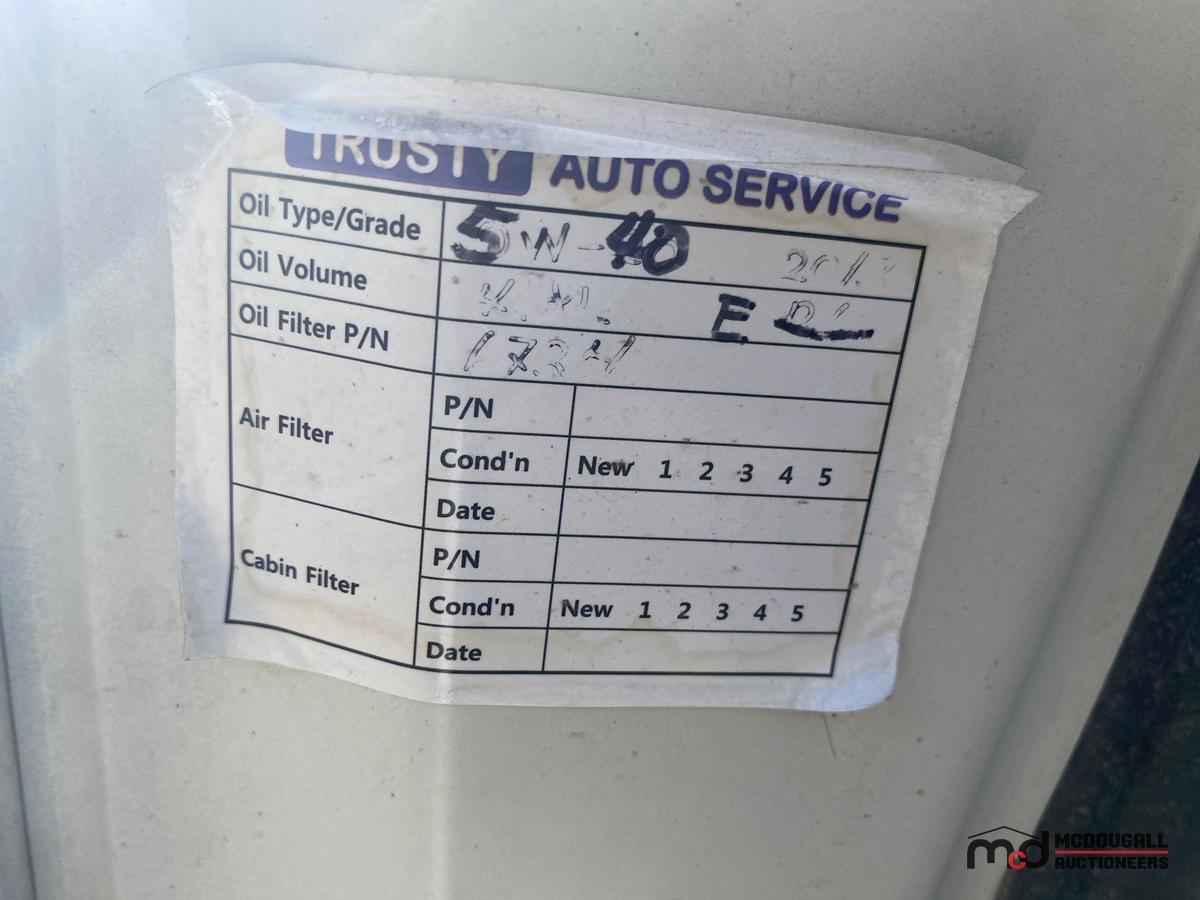 TRUSTY AUTO SERVICE
Oil Type/Grade 5W-40
Oil Volume E
Oil Filter P/N
Air Filter
P/N
Cond'n New 1 2 3 4 5
Date
Cabin Filter
P/N
Cond'n New 1 2 3 4 5
Date
mcd MCDOUGALL
AUCTIONEERS